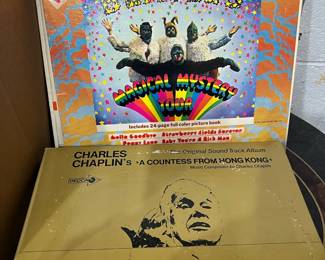 MAGICAL MYSTERY
TOUR
Includes 24-page full color picture book
Hello Goodbye Strawberry Fields Forever
Penny Lane Baby You're A Rich Man
CHARLES
CHAPLIN's
Original Sound Track Album
"A COUNTESS FROM HONG KONG"
Music Composed by Charles Chaplin
DECCA